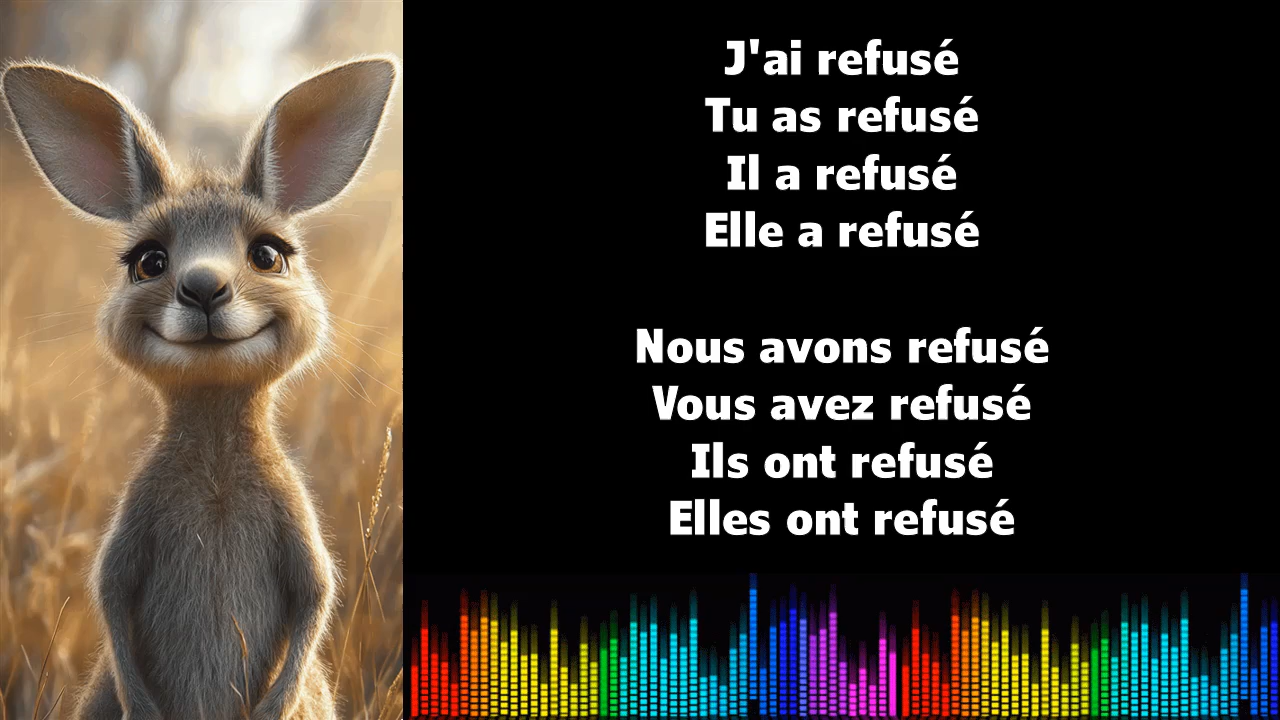 J'ai refusé
Tu as refusé
Il a refusé
Elle a refusé
Nous avons refusé
Vous avez refusé
Ils ont refusé
Elles ont refusé